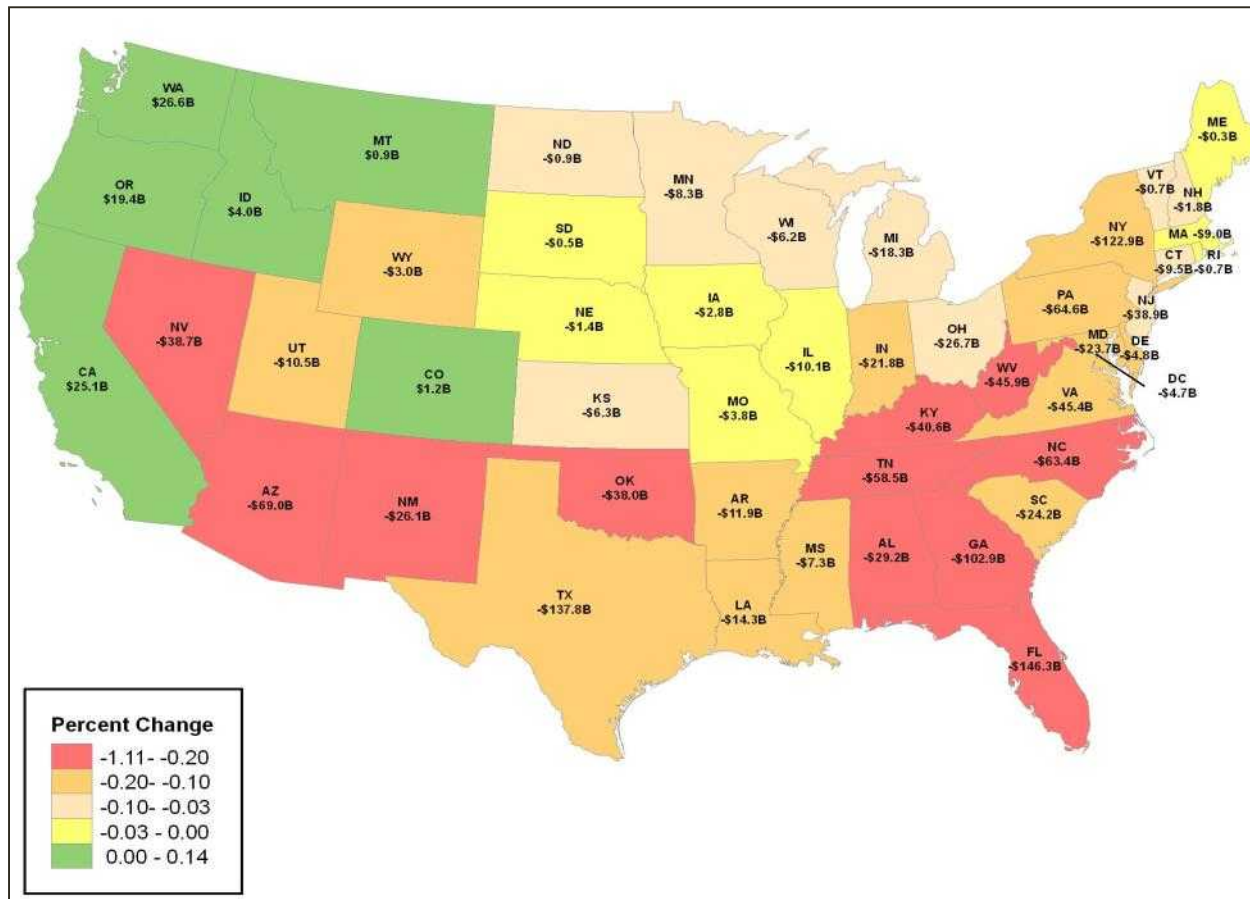 WA
$26.6B
MT
$0.9B
ND
-$0.9B
MN
-$8.3B
ME
-$0.3B
VT
-$0.7B
NH
-$1.8B
OR
$19.4B
ID
$4.0B
SD
-$0.5B
WI
-$6.2B
MI
-$18.3B
NY
-$122.9B
MA -$9.0B
CT
-$9.5B
RI
-$0.7B
WY
-$3.0B
NV
-$38.7B
UT
-$10.5B
NE
-$1.4B
IA
-$2.8B
IL
-$10.1B
IN
-$21.8B
OH
-$26.7B
PA
-$64.6B
NJ
-$38.9B
MD
-$23.7B
DE
-$4.8B
DC
-$4.7B
CA
$25.1B
CO
$1.2B
KS
-$6.3B
MO
-$3.8B
KY
-$40.6B
WV
-$45.9B
VA
-$45.4B
AZ
-$69.0B
NM
-$26.1B
OK
-$38.0B
AR
-$11.9B
TN
-$58.5B
NC
-$63.4B
SC
-$24.2B
TX
-$137.8B
LA
-$14.3B
MS
-$7.3B
AL
-$29.2B
GA
-$102.9B
FL
-$146.3B
Percent Change
-1.11- -0.20
-0.20- -0.10
-0.10- -0.03
-0.03 - 0.00
0.00 - 0.14